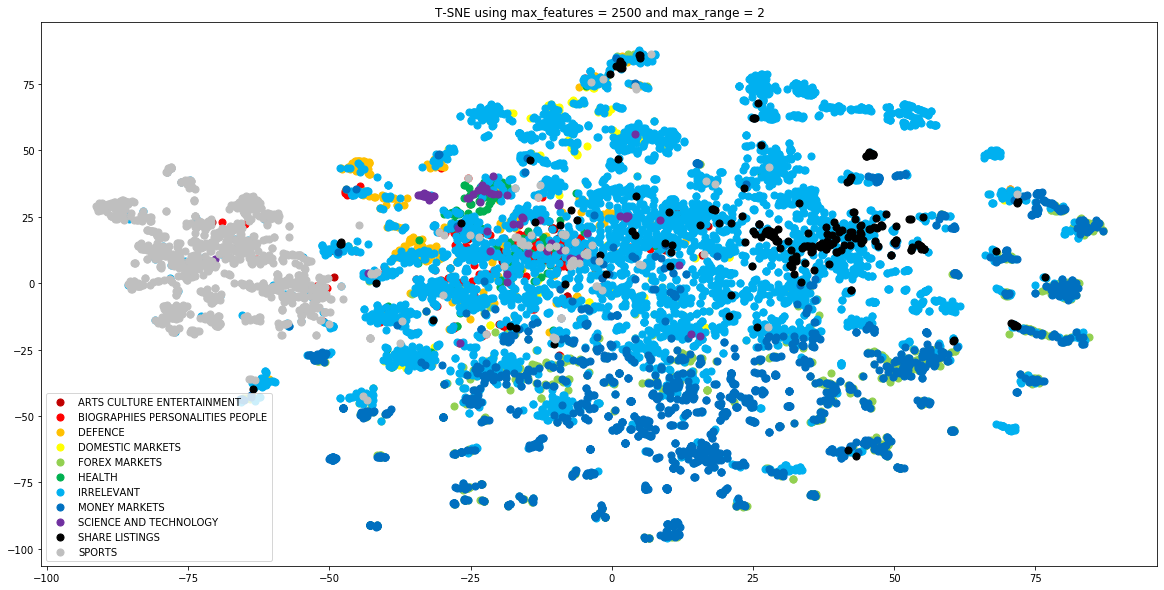 T-SNE using max_features = 2500 and max_range = 2
75
50
25
0
−25
−50
−75
−100
ARTS CULTURE ENTERTAINMENT
BIOGRAPHIES PERSONALITIES PEOPLE
DEFENCE
DOMESTIC MARKETS
FOREX MARKETS
HEALTH
IRRELEVANT
MONEY MARKETS
SCIENCE AND TECHNOLOGY
SHARE LISTINGS
SPORTS
−100 −75 −50 −25 0 25 50 75